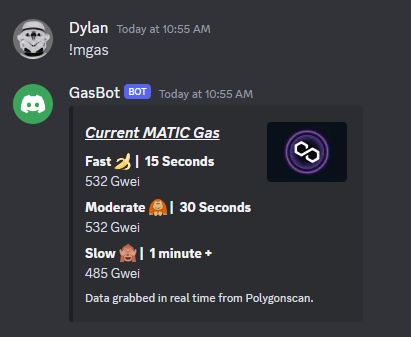 Dylan Today at 10:55 AM
!mgas
GasBot BOT Today at 10:55 AM
Current MATIC Gas
Fast 🍌 | 15 Seconds
532 Gwei
Moderate 🦧 | 30 Seconds
532 Gwei
Slow 🙈 | 1 minute +
485 Gwei
Data grabbed in real time from Polygonscan.